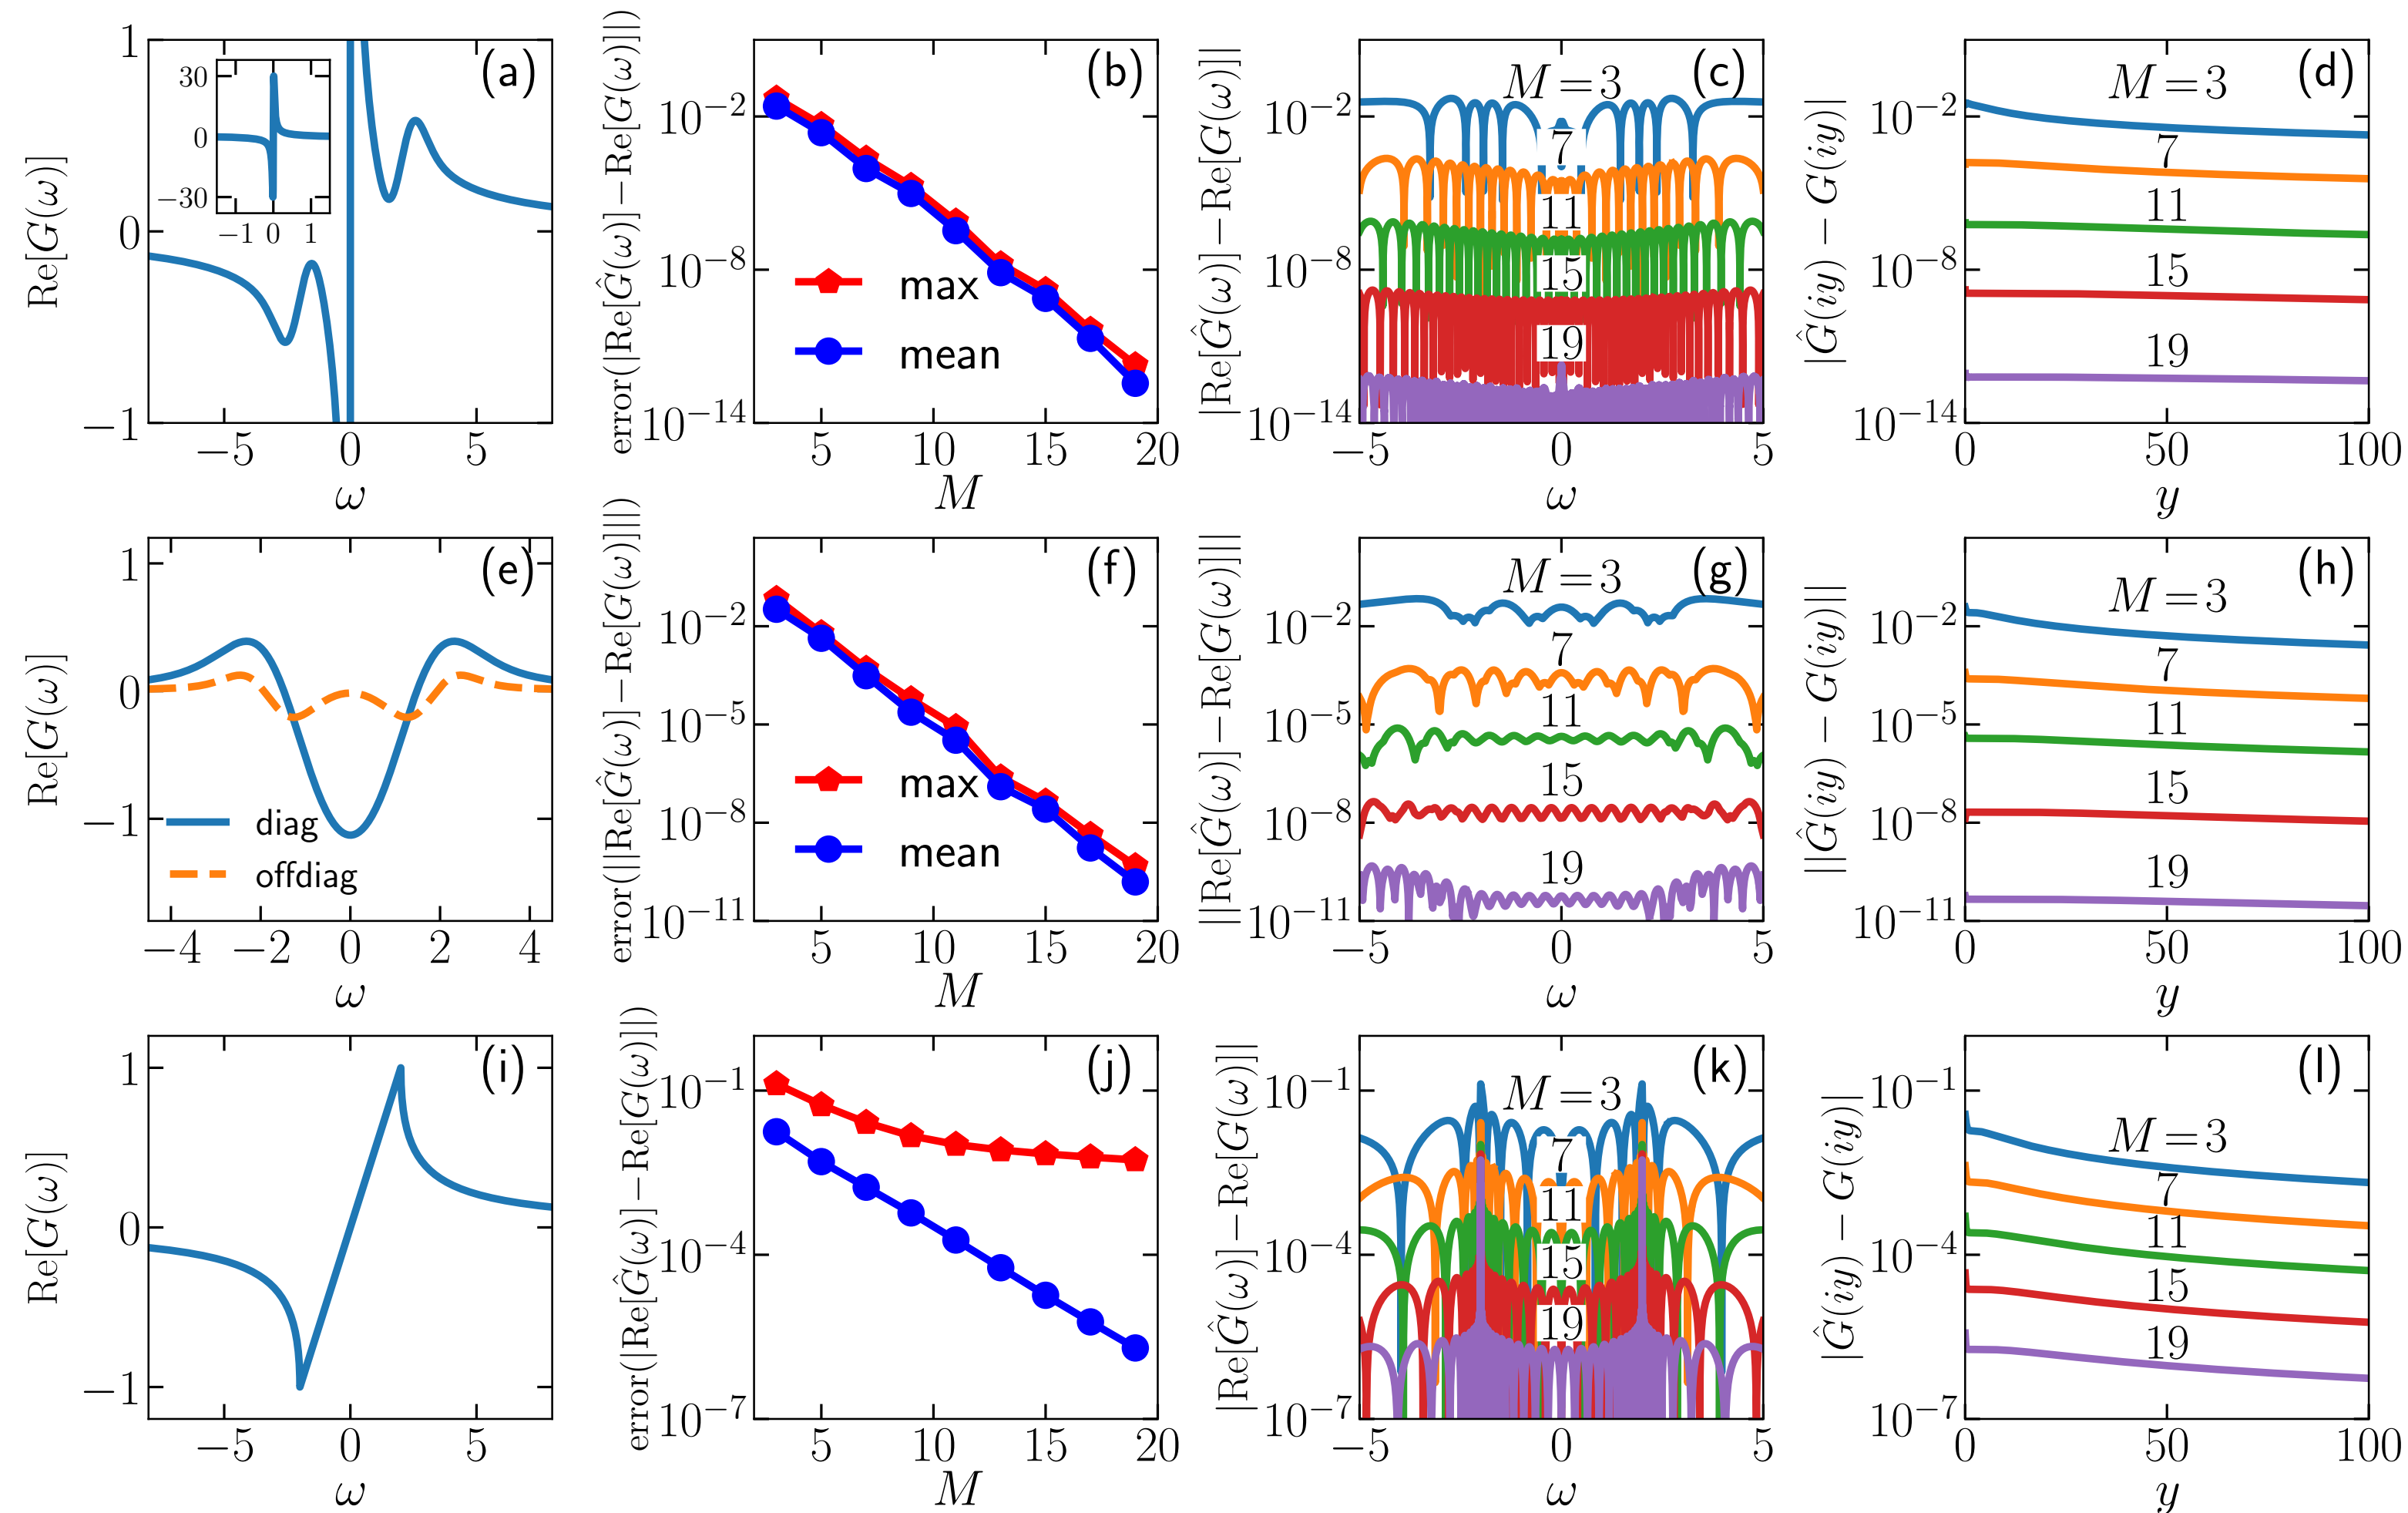 (a)
Re[G(ω)]
1
0
−1
30
0
−30
−1 0 1
−5 0 5
ω
(b)
error(|Re[Ĝ(ω)]−Re[G(ω)]|)
10−2
10−8
10−14
max
mean
5 10 15 20
M
(c)
|Re[Ĝ(ω)]−Re[G(ω)]|
10−2
10−8
10−14
M=3
7
11
15
19
−5 0 5
ω
(d)
|Ĝ(iy) − G(iy)|
10−2
10−8
10−14
M=3
7
11
15
19
0 50 100
y
(e)
Re[G(ω)]
1
0
−1
diag
offdiag
−4 −2 0 2 4
ω
(f)
error(||Re[Ĝ(ω)]−Re[G(ω)]||)
10−2
10−5
10−8
10−11
max
mean
5 10 15 20
M
(g)
||Re[Ĝ(ω)]−Re[G(ω)]||
10−2
10−5
10−8
10−11
M=3
7
11
15
19
−5 0 5
ω
(h)
||Ĝ(iy) − G(iy)||
10−2
10−5
10−8
10−11
M=3
7
11
15
19
0 50 100
y
(i)
Re[G(ω)]
1
0
−1
−5 0 5
ω
(j)
error(|Re[Ĝ(ω)]−Re[G(ω)]|)
10−1
10−4
10−7
5 10 15 20
M
(k)
|Re[Ĝ(ω)]−Re[G(ω)]|
10−1
10−4
10−7
M=3
7
11
15
19
−5 0 5
ω
(l)
|Ĝ(iy) − G(iy)|
10−1
10−4
10−7
M=3
7
11
15
19
0 50 100
y